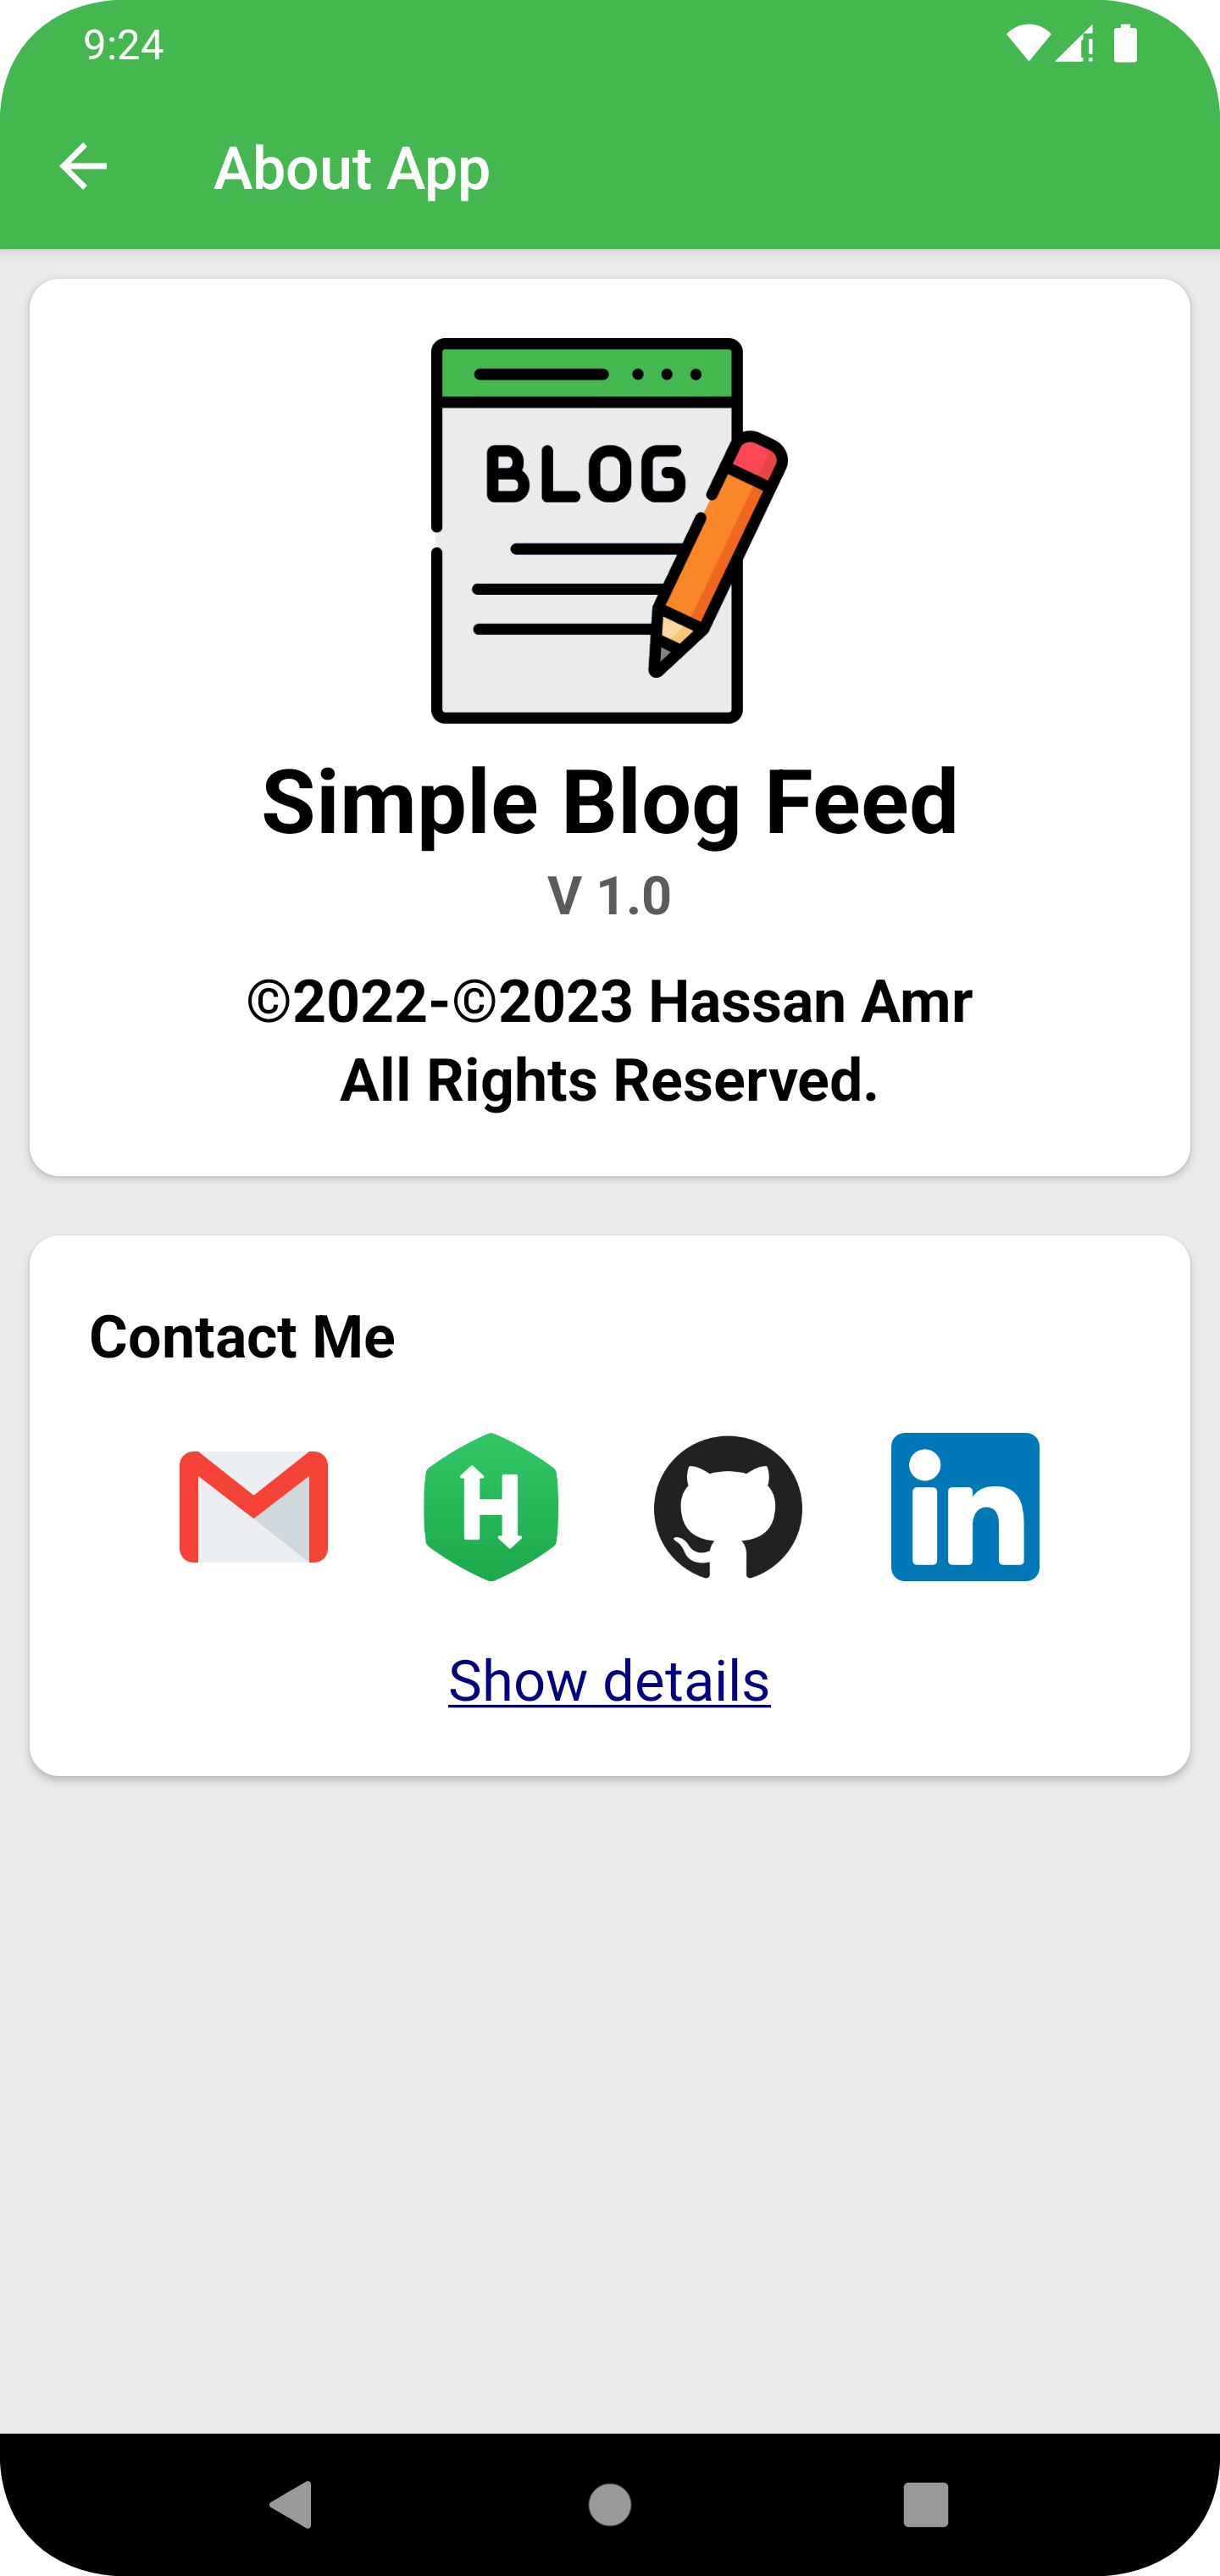 9:24
About App
BLOG
Simple Blog Feed
V 1.0
©2022-©2023 Hassan Amr
All Rights Reserved.
Contact Me
H
in
Show details